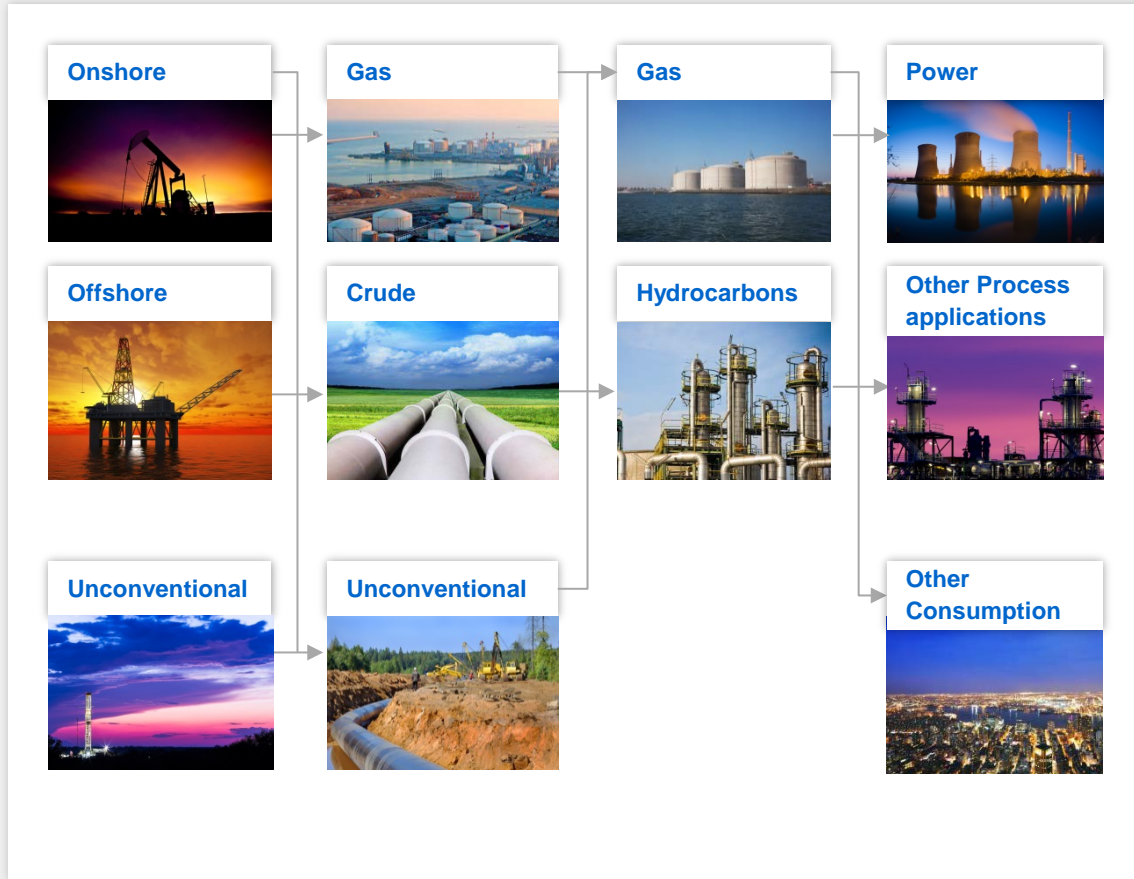 Onshore
Gas
Gas
Power
Offshore
Crude
Hydrocarbons
Other Process
applications
Unconventional
Unconventional
Other
Consumption